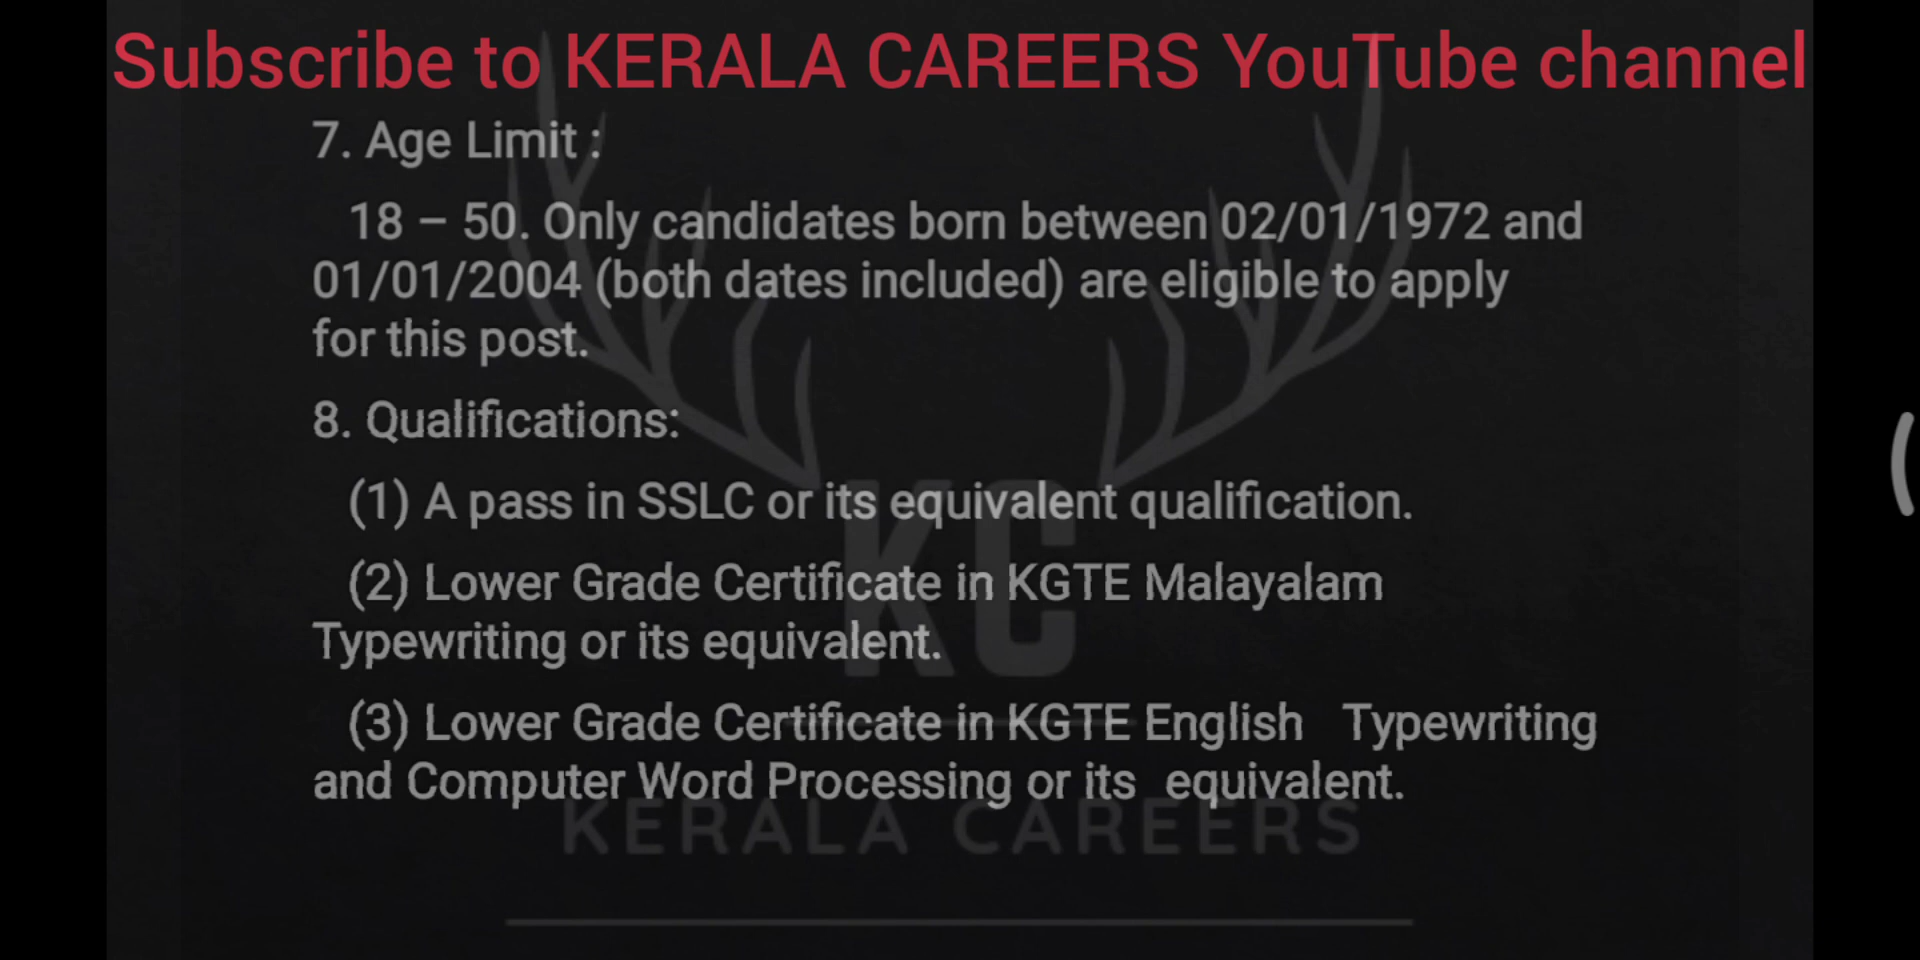 Subscribe to KERALA CAREERS YouTube channel
7. Age Limit :
18 – 50. Only candidates born between 02/01/1972 and
01/01/2004 (both dates included) are eligible to apply
for this post.
8. Qualifications:
(1) A pass in SSLC or its equivalent qualification.
(2) Lower Grade Certificate in KGTE Malayalam
Typewriting or its equivalent.
(3) Lower Grade Certificate in KGTE English Typewriting
and Computer Word Processing or its equivalent.
KC
KERALA CAREERS